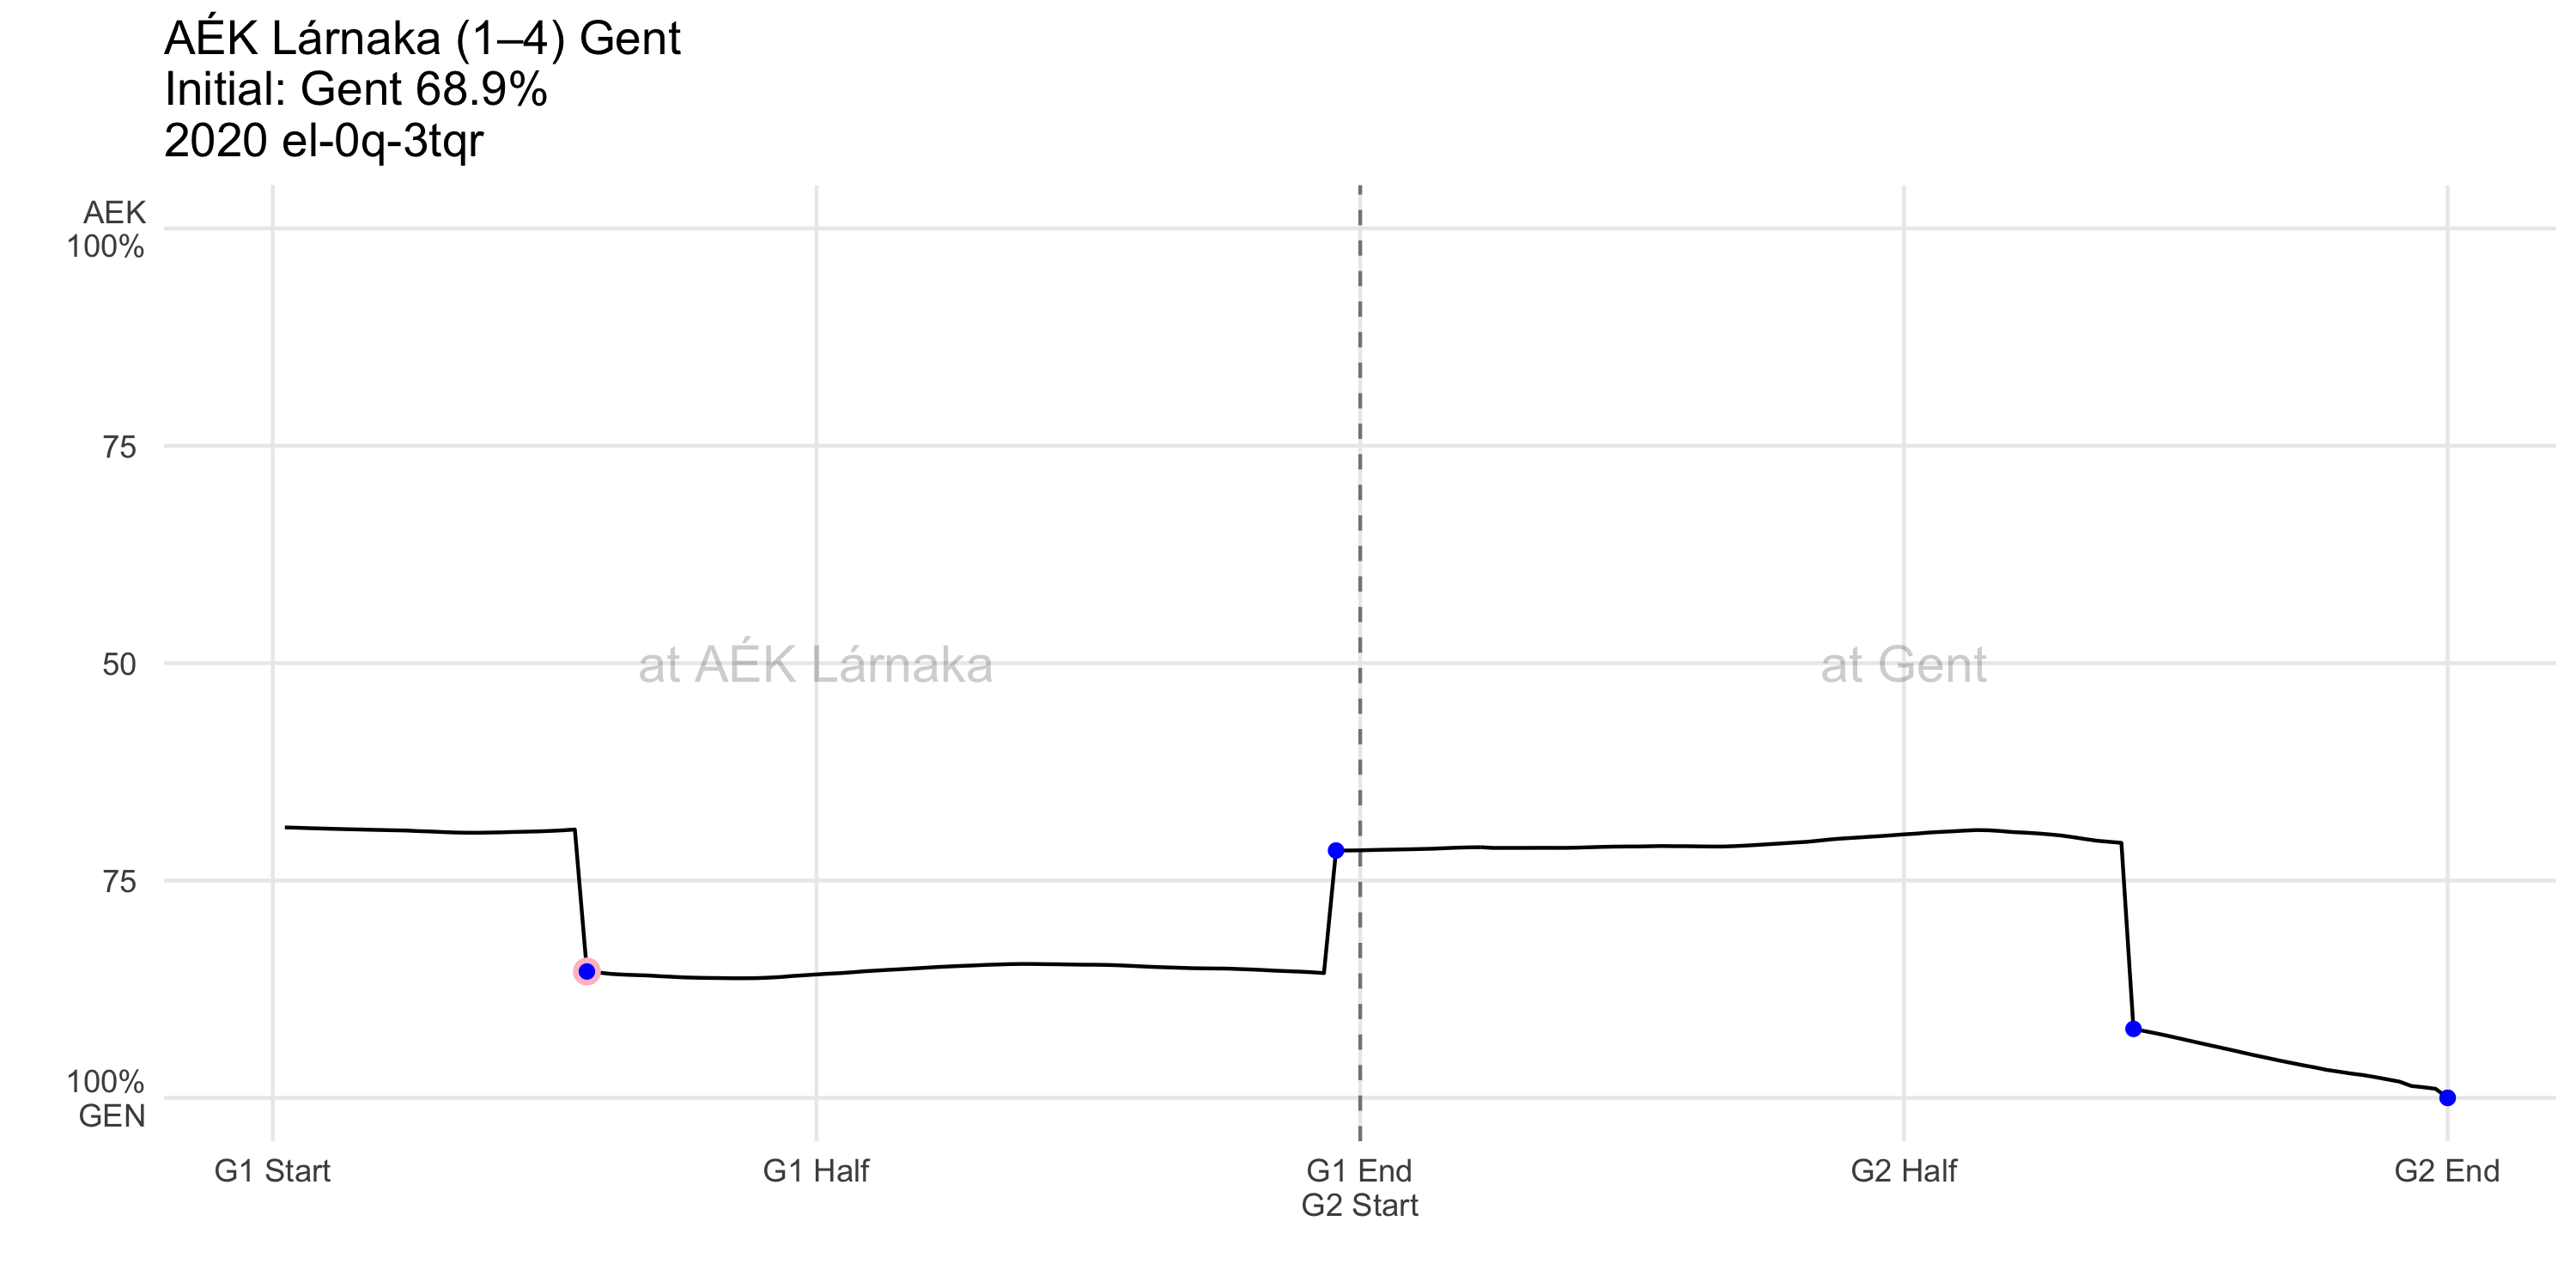 AÉK Lárnaka (1–4) Gent
Initial: Gent 68.9%
2020 el-0q-3tqr
AEK
100%
75
50
75
100%
GEN
at AÉK Lárnaka
at Gent
G1 Start
G1 Half
G1 End
G2 Start
G2 Half
G2 End